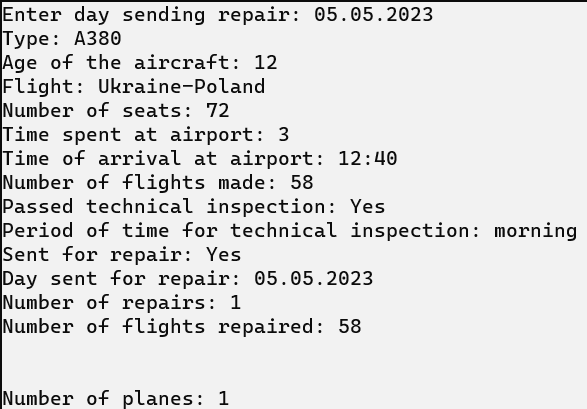 Enter day sending repair: 05.05.2023
Type: A380
Age of the aircraft: 12
Flight: Ukraine-Poland
Number of seats: 72
Time spent at airport: 3
Time of arrival at airport: 12:40
Number of flights made: 58
Passed technical inspection: Yes
Period of time for technical inspection: morning
Sent for repair: Yes
Day sent for repair: 05.05.2023
Number of repairs: 1
Number of flights repaired: 58
Number of planes: 1